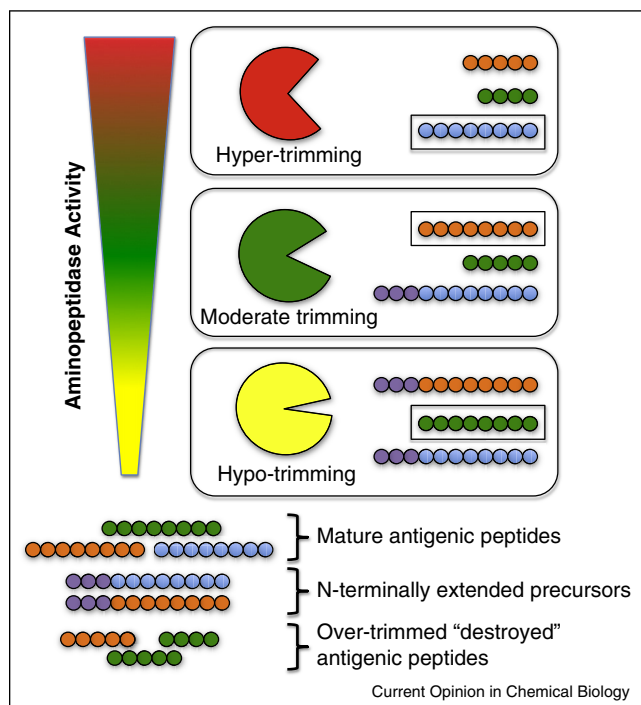 Aminopeptidase Activity
Hyper-trimming
Moderate trimming
Hypo-trimming
Mature antigenic peptides
N-terminally extended precursors
Over-trimmed “destroyed”
antigenic peptides
Current Opinion in Chemical Biology